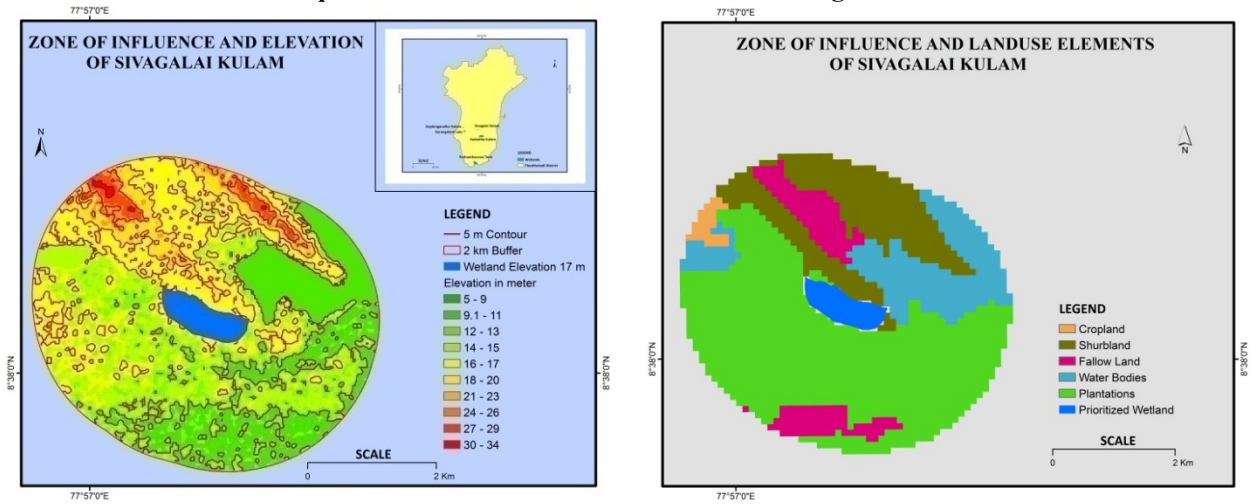 77°57'0"E
ZONE OF INFLUENCE AND ELEVATION
OF SIVAGALAI KULAM
N
LEGEND
5 m Contour
2 km Buffer
Wetland Elevation 17 m
Elevation in meter
5 - 9
9.1 - 11
12 - 13
14 - 15
16 - 17
18 - 20
21 - 23
24 - 26
27 - 29
30 - 34
SCALE
0 2 Km
8°38'0"N
8°38'0"N
77°57'0"E
77°57'0"E
ZONE OF INFLUENCE AND LANDUSE ELEMENTS
OF SIVAGALAI KULAM
N
LEGEND
Cropland
Shurbland
Fallow Land
Water Bodies
Plantations
Prioritized Wetland
SCALE
0 2 Km
8°38'0"N
8°38'0"N
77°57'0"E